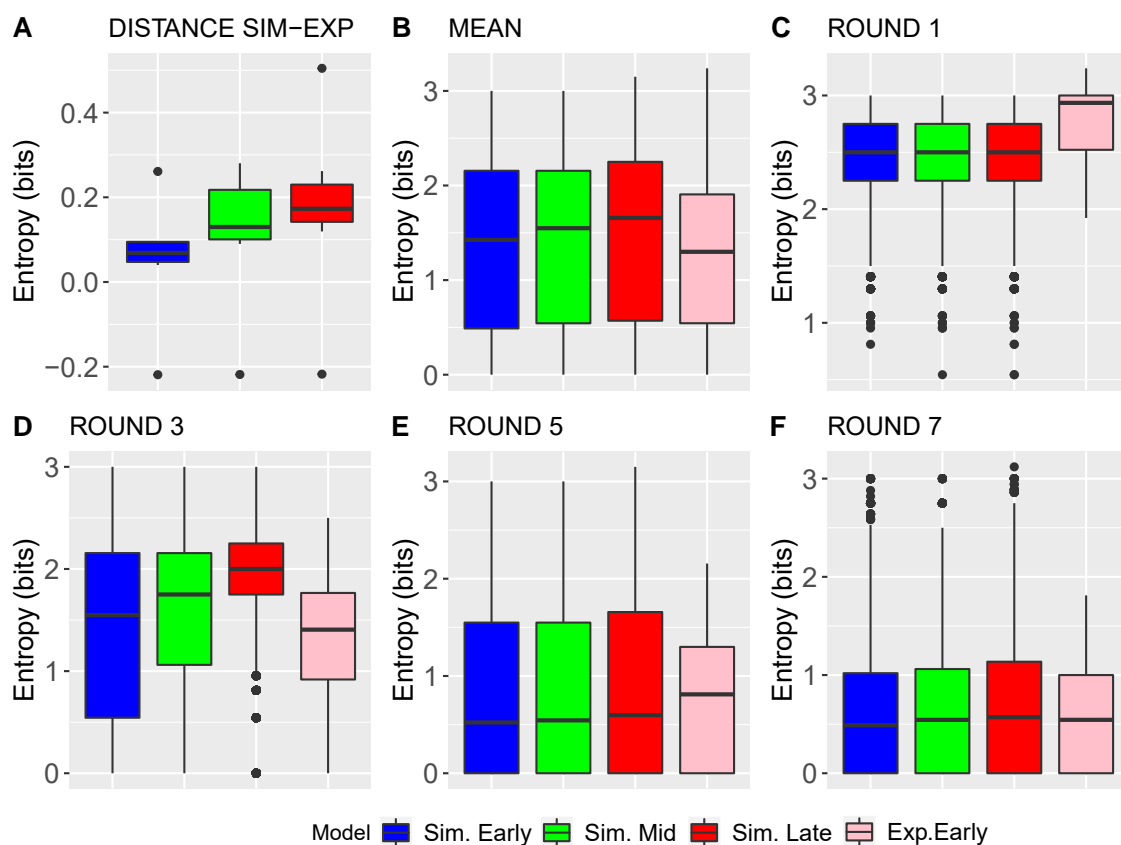 A DISTANCE SIM−EXP
Entropy (bits)
0.4
0.2
0.0
−0.2
B MEAN
Entropy (bits)
3
2
1
0
C ROUND 1
Entropy (bits)
3
2
1
D ROUND 3
Entropy (bits)
3
2
1
0
E ROUND 5
Entropy (bits)
3
2
1
0
F ROUND 7
Entropy (bits)
3
2
1
0
Model Sim. Early Sim. Mid Sim. Late Exp.Early